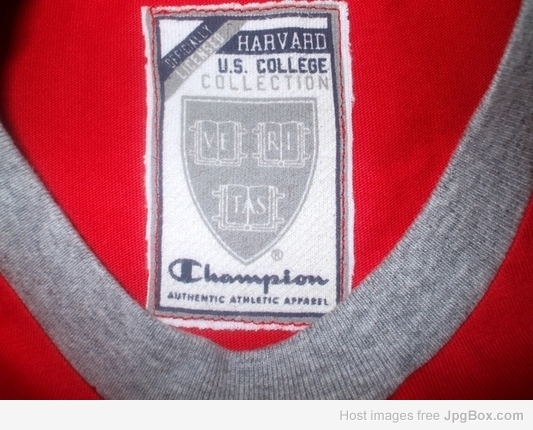 OFFICIALLY
LICENSED
HARVARD
U.S. COLLEGE
COLLECTION
VE RI
TAS
®
Champion
AUTHENTIC ATHLETIC APPAREL
Host images free JpgBox.com